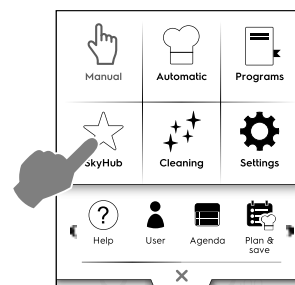 Manual Automatic Programs
SkyHub Cleaning Settings
?
Help User Agenda Plan &
save